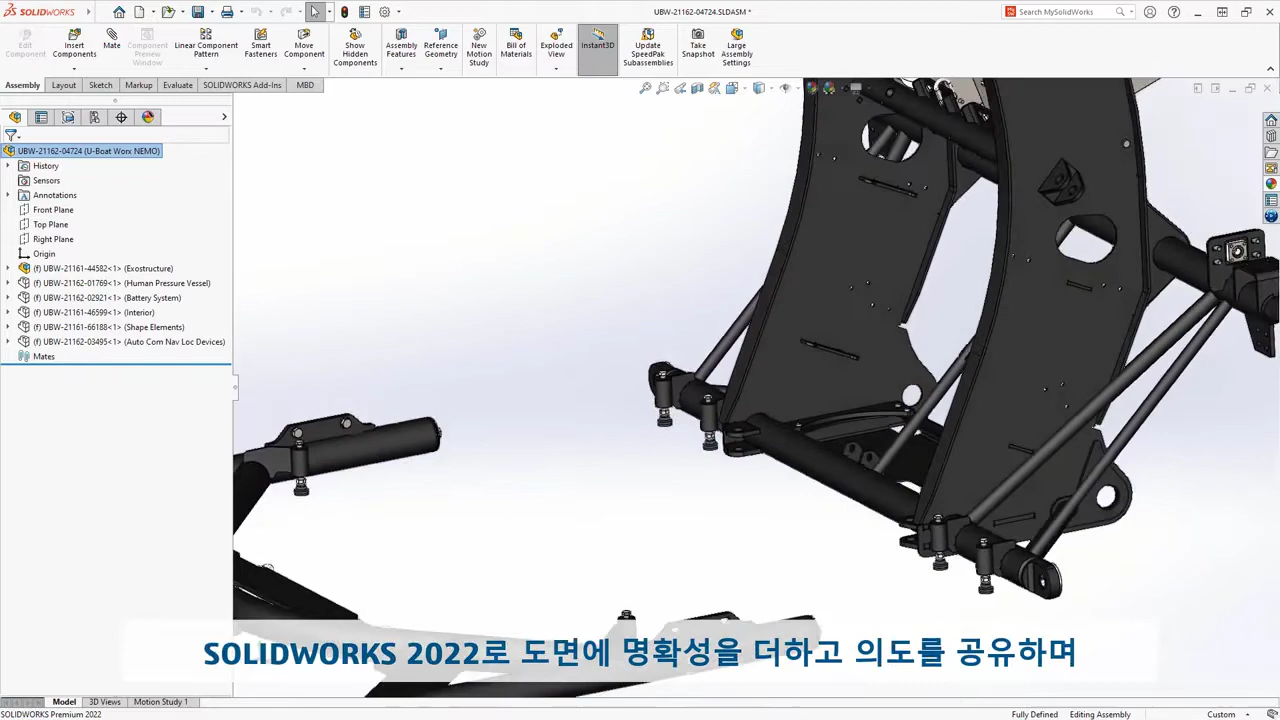 SOLIDWORKS
UBW-21162-04724.SLDASM *
Search MySolidWorks
Edit Component
Insert Components
Mate
Component Preview Window
Linear Component Pattern
Smart Fasteners
Move Component
Show Hidden Components
Assembly Features
Reference Geometry
New Motion Study
Bill of Materials
Exploded View
Instant3D
Update SpeedPak Subassemblies
Take Snapshot
Large Assembly Settings
Assembly Layout Sketch Markup Evaluate SOLIDWORKS Add-Ins MBD
UBW-21162-04724 (U-Boat Worx NEMO)
History
Sensors
Annotations
Front Plane
Top Plane
Right Plane
Origin
(f) UBW-21161-44582<1> (Exostructure)
(f) UBW-21162-01769<1> (Human Pressure Vessel)
(f) UBW-21162-02921<1> (Battery System)
(f) UBW-21161-46599<1> (Interior)
(f) UBW-21161-66188<1> (Shape Elements)
(f) UBW-21162-03495<1> (Auto Com Nav Loc Devices)
Mates
SOLIDWORKS 2022로 도면에 명확성을 더하고 의도를 공유하며
Model 3D Views Motion Study 1
SOLIDWORKS Premium 2022
Fully Defined Editing Assembly Custom